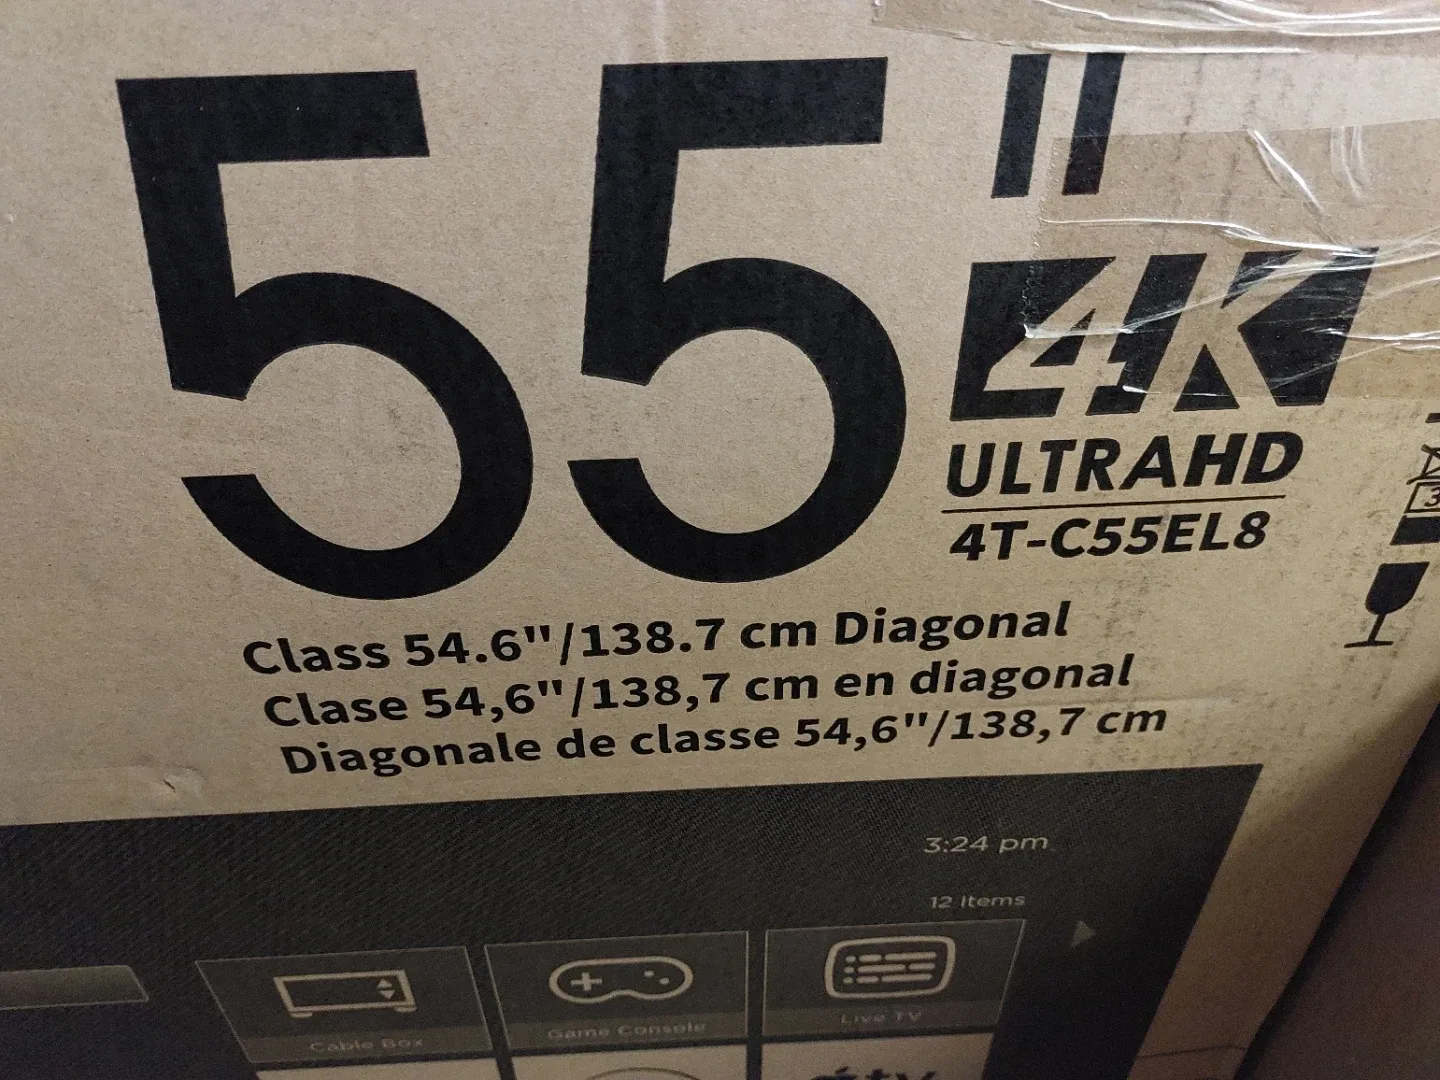 55"
4K
ULTRAHD
4T-C55EL8
Class 54.6"/138.7 cm Diagonal
Clase 54,6"/138,7 cm en diagonal
Diagonale de classe 54,6"/138,7 cm
3:24 pm
12 Items
Cable Box
Game Console
Live TV
3